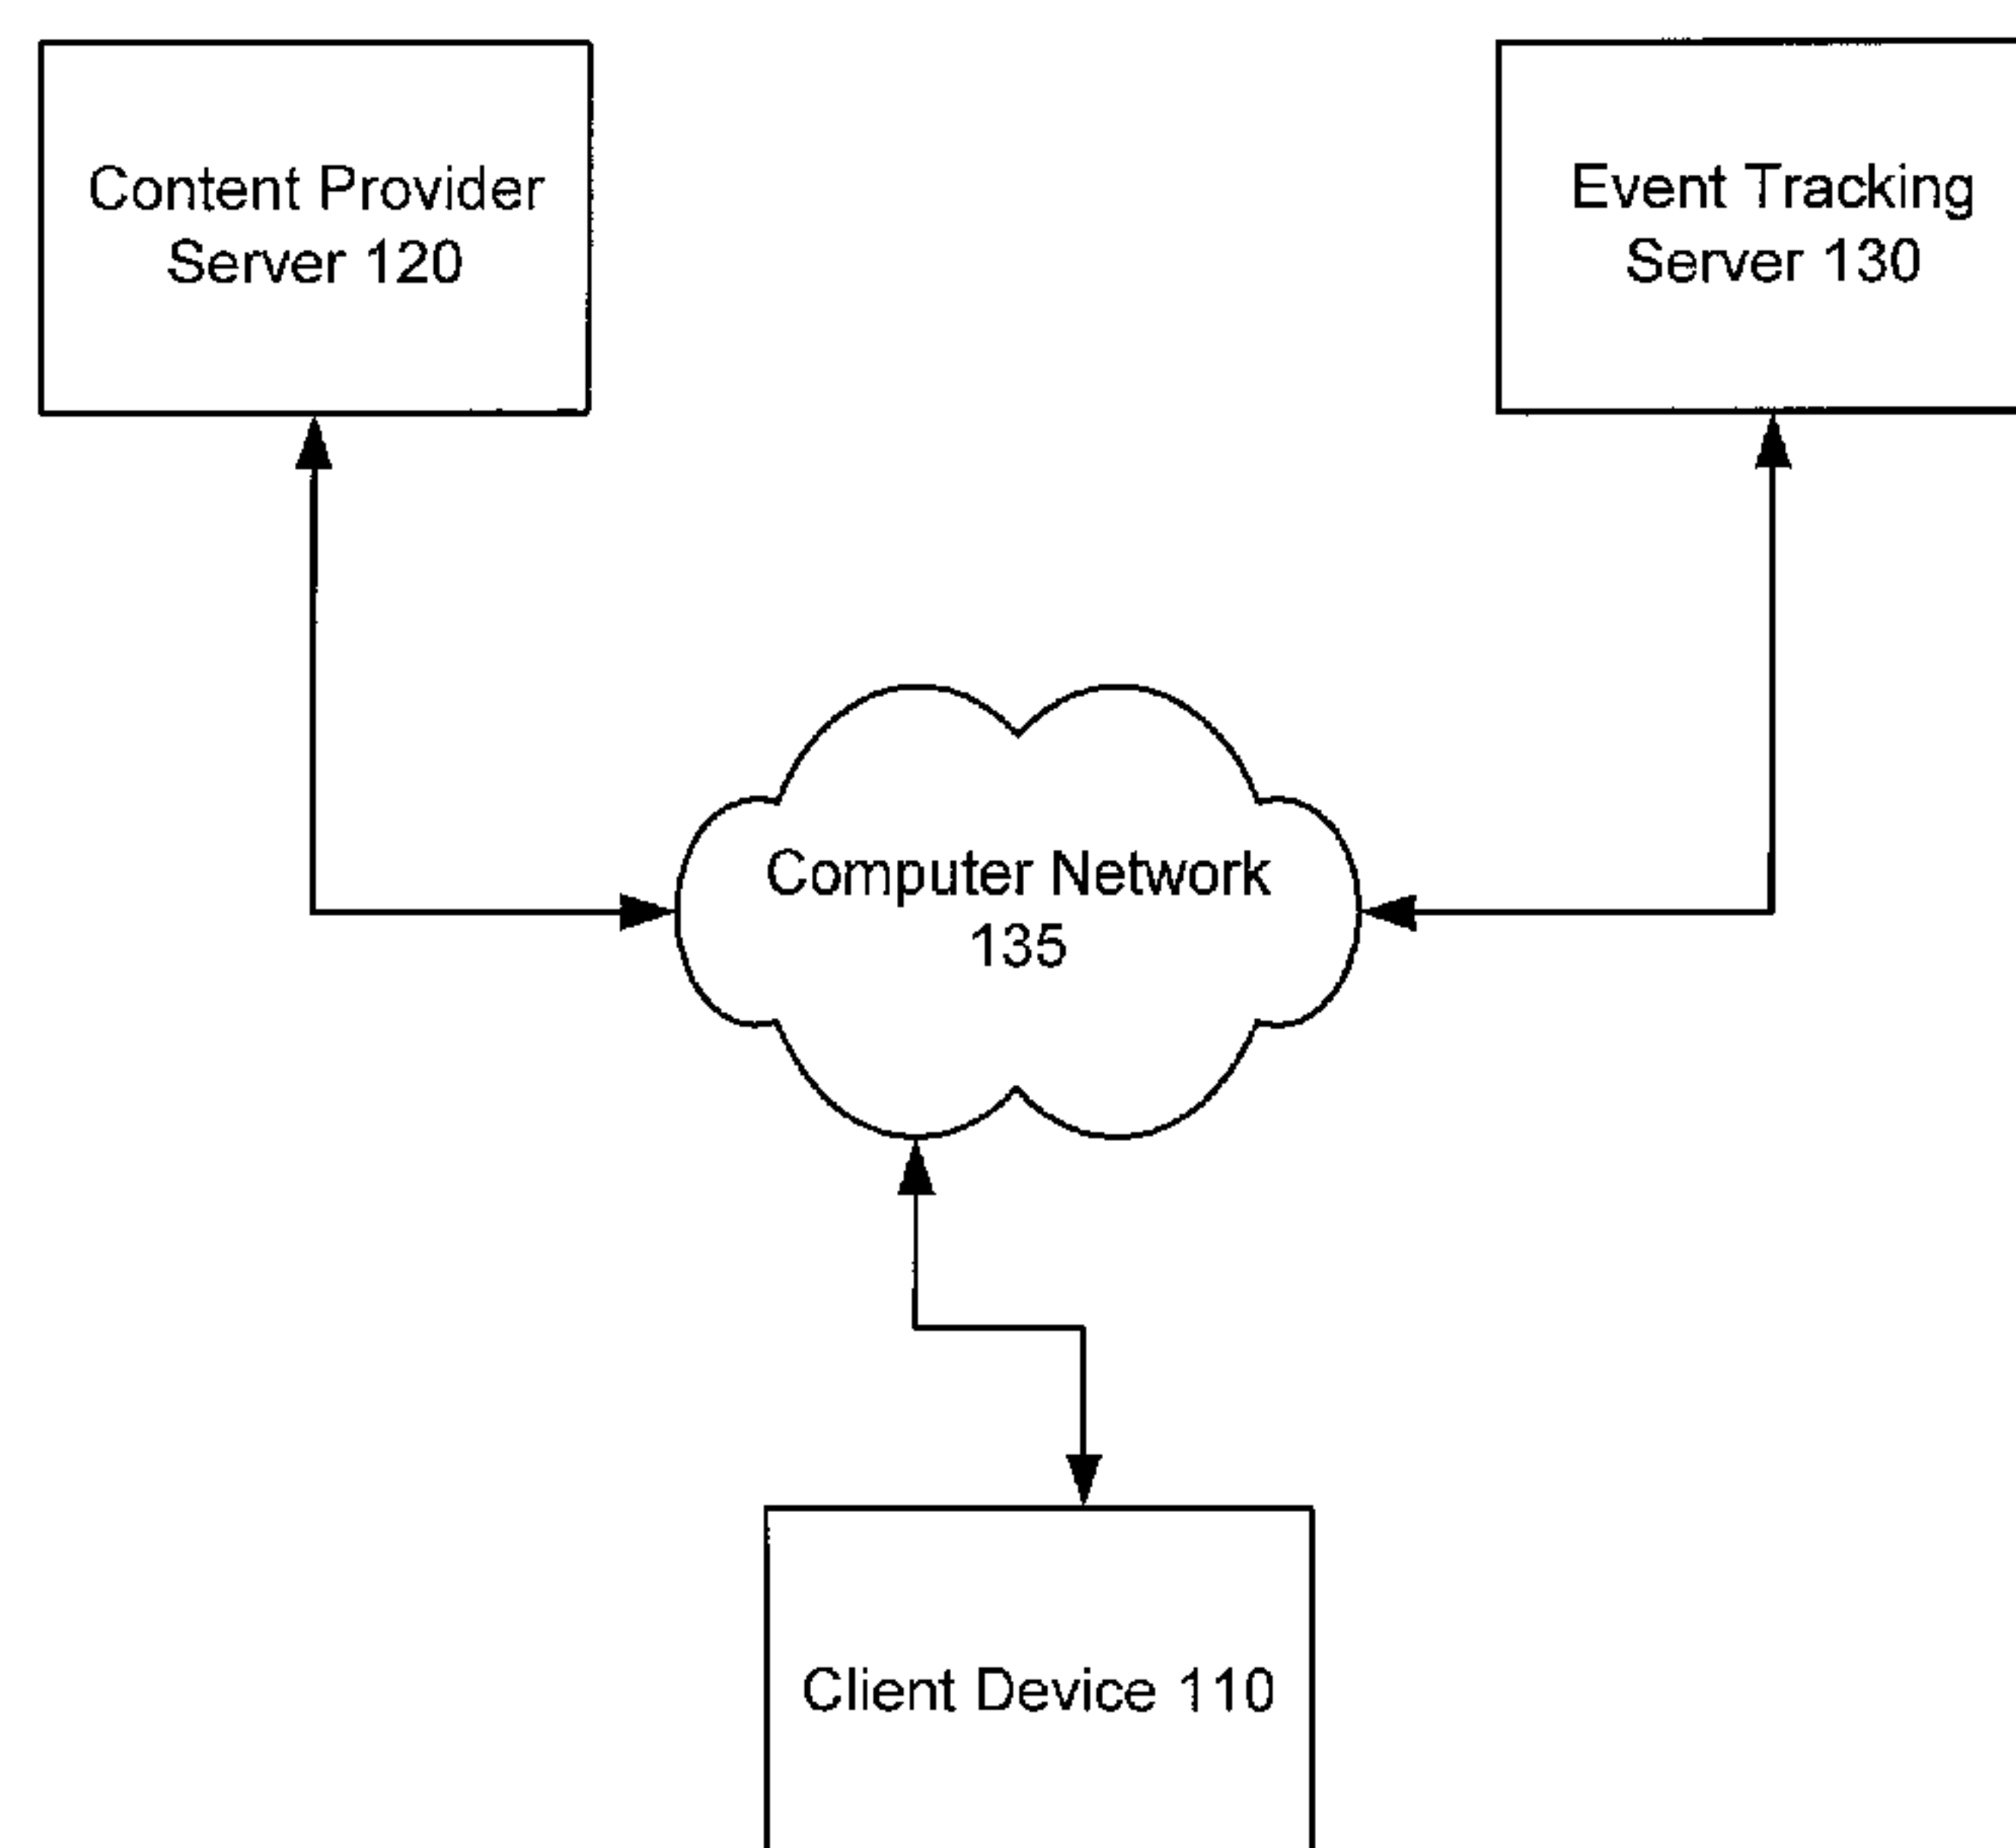 Content Provider
Server 120
Event Tracking
Server 130
Computer Network
135
Client Device 110